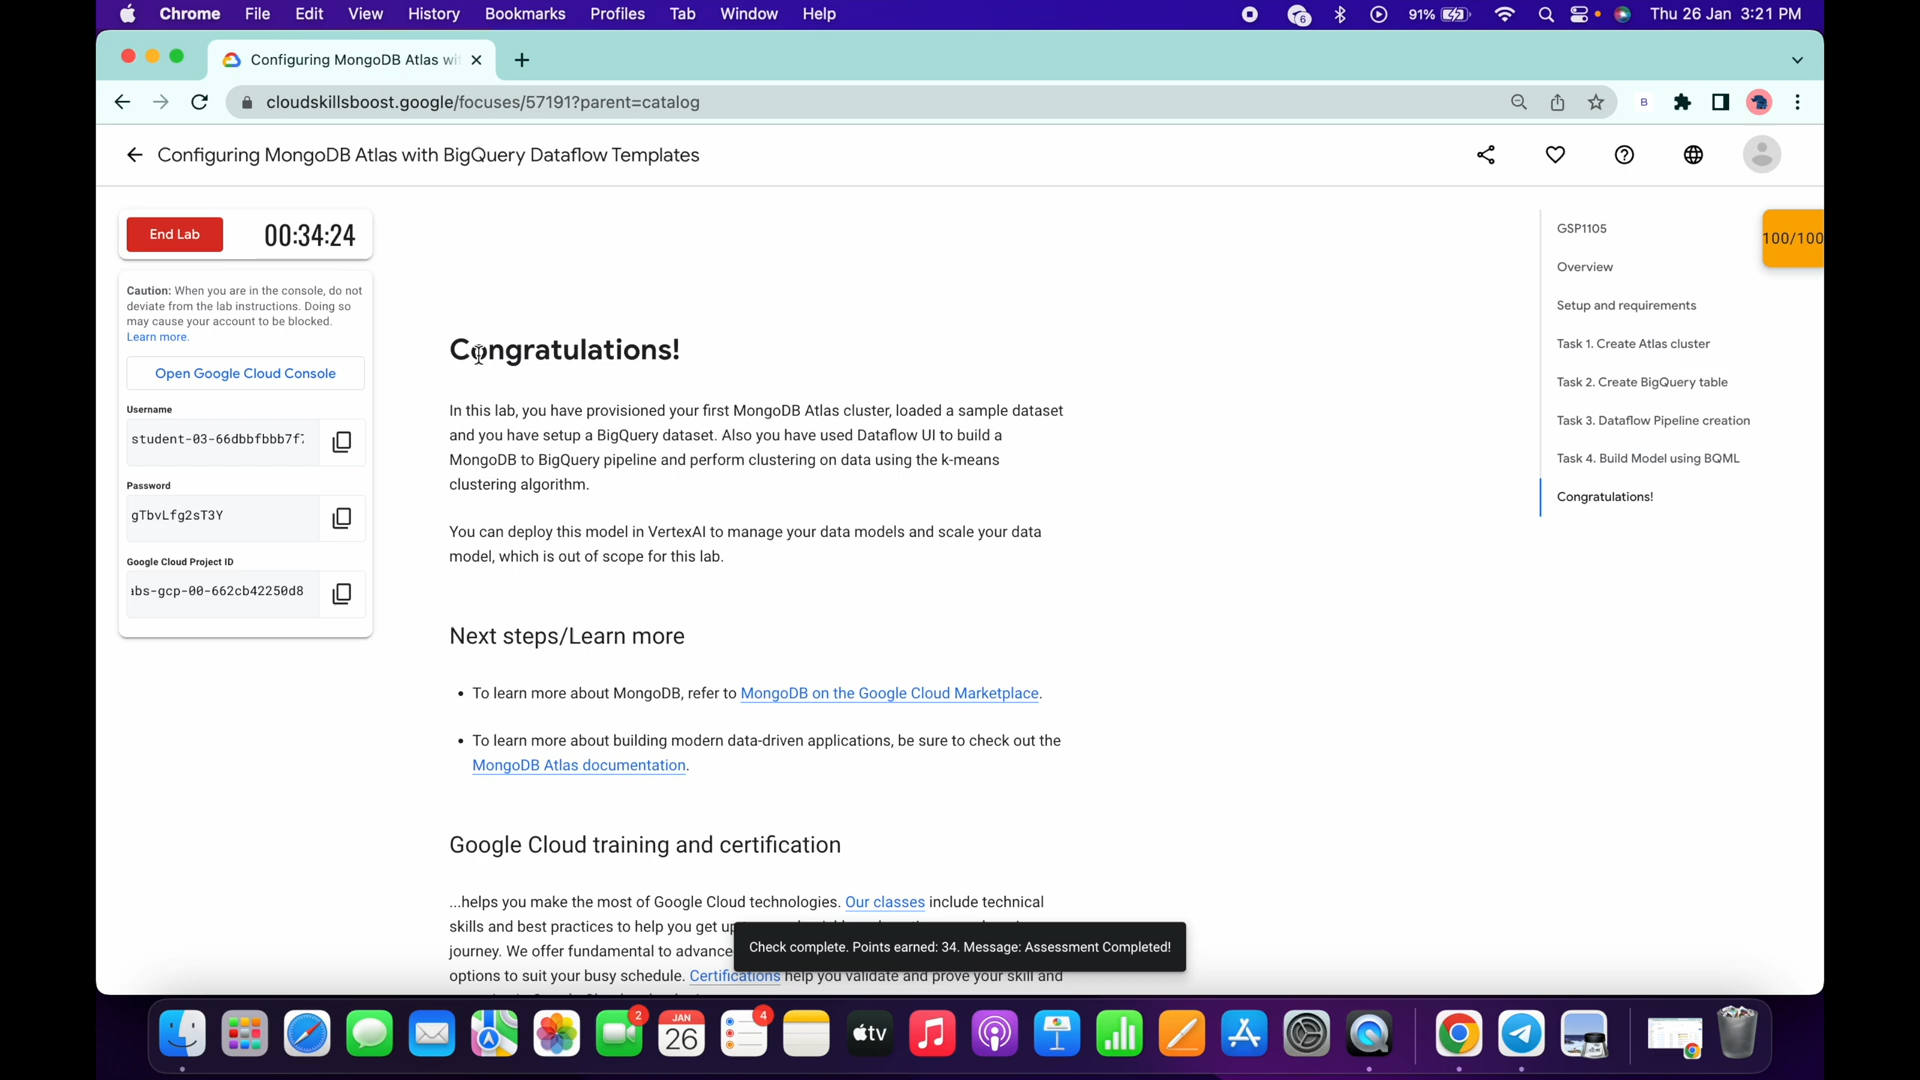 Chrome File Edit View History Bookmarks Profiles Tab Window Help 6 91% Thu 26 Jan 3:21 PM
Configuring MongoDB Atlas wi
cloudskillsboost.google/focuses/57191?parent=catalog
B
Configuring MongoDB Atlas with BigQuery Dataflow Templates
End Lab 00:34:24
Caution: When you are in the console, do not
deviate from the lab instructions. Doing so
may cause your account to be blocked.
Learn more.
Open Google Cloud Console
Username
student-03-66dbbfbbb7f7
Password
gTbvLfg2sT3Y
Google Cloud Project ID
abs-gcp-00-662cb42250d8
Congratulations!
In this lab, you have provisioned your first MongoDB Atlas cluster, loaded a sample dataset
and you have setup a BigQuery dataset. Also you have used Dataflow UI to build a
MongoDB to BigQuery pipeline and perform clustering on data using the k-means
clustering algorithm.
You can deploy this model in VertexAI to manage your data models and scale your data
model, which is out of scope for this lab.
Next steps/Learn more
• To learn more about MongoDB, refer to MongoDB on the Google Cloud Marketplace.
• To learn more about building modern data-driven applications, be sure to check out the
MongoDB Atlas documentation.
Google Cloud training and certification
...helps you make the most of Google Cloud technologies. Our classes include technical
skills and best practices to help you get up
journey. We offer fundamental to advance
options to suit your busy schedule. Certifications help you validate and prove your skill and
Check complete. Points earned: 34. Message: Assessment Completed!
GSP1105
Overview
Setup and requirements
Task 1. Create Atlas cluster
Task 2. Create BigQuery table
Task 3. Dataflow Pipeline creation
Task 4. Build Model using BQML
Congratulations!
100/100
2
JAN
26
4
tv